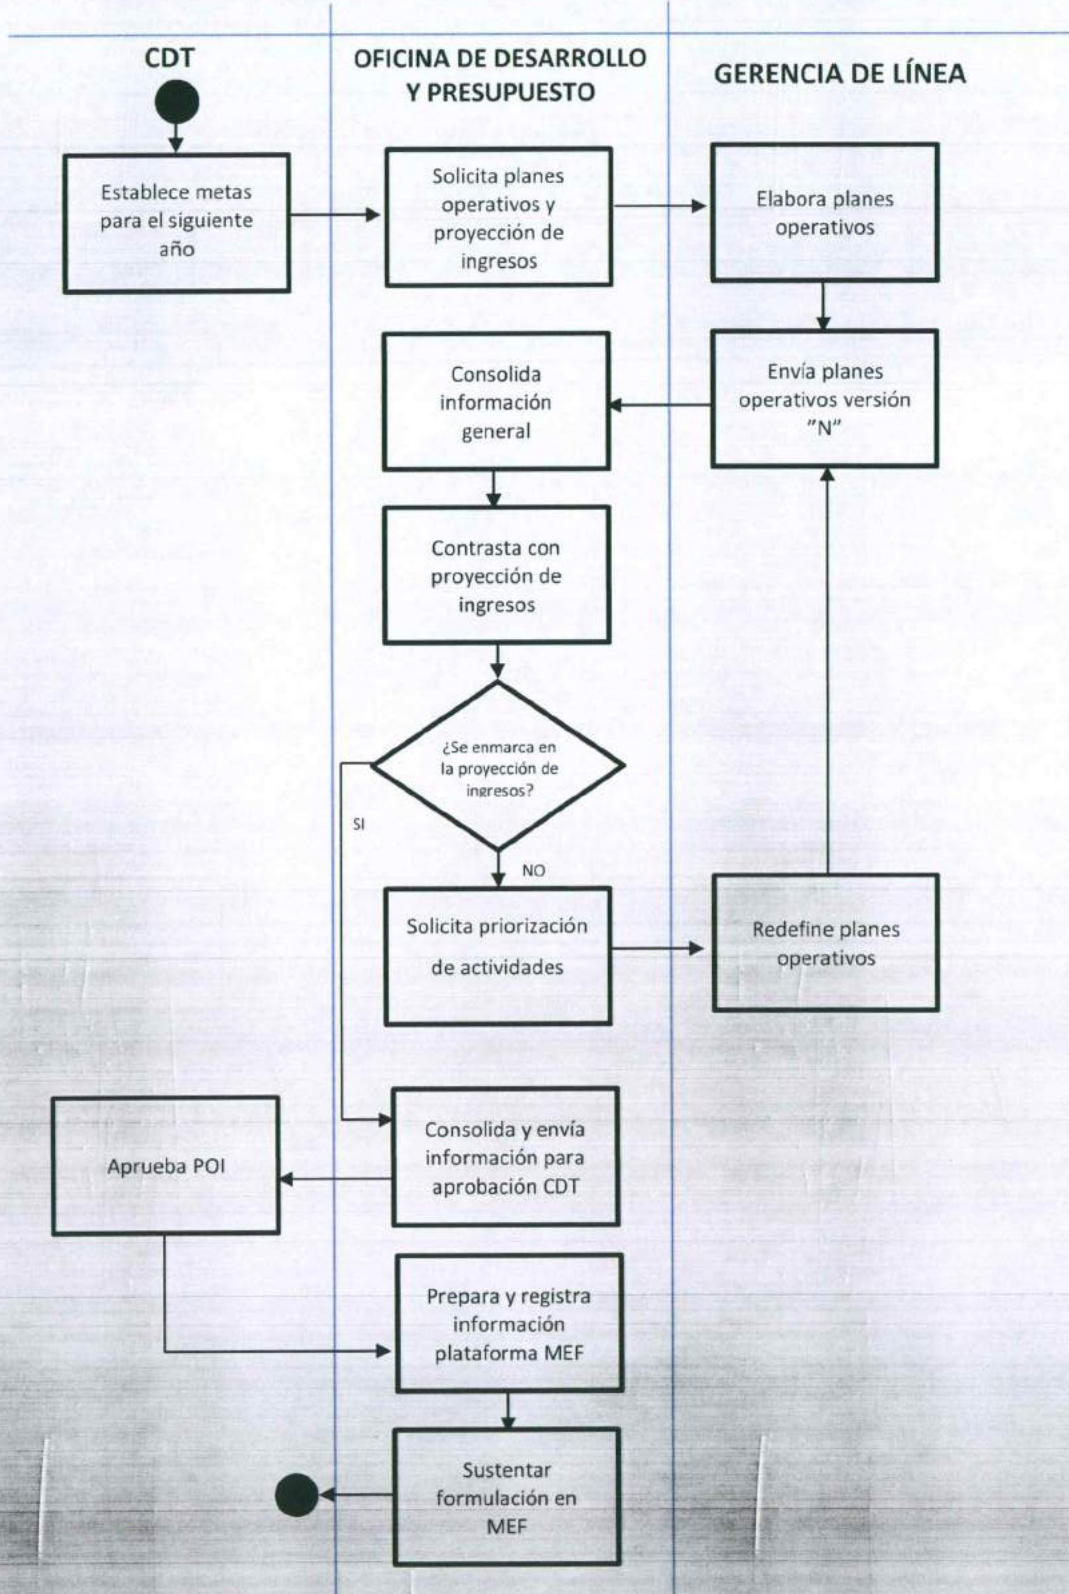 CDT
OFICINA DE DESARROLLO
Y PRESUPUESTO
GERENCIA DE LÍNEA
Establece metas
para el siguiente
año
Solicita planes
operativos y
proyección de
ingresos
Elabora planes
operativos
Envía planes
operativos versión
"N"
Consolida
información
general
Contrasta con
proyección de
ingresos
¿Se enmarca en
la proyección de
ingresos?
SI
NO
Solicita priorización
de actividades
Redefine planes
operativos
Consolida y envía
información para
aprobación CDT
Aprueba POI
Prepara y registra
información
plataforma MEF
Sustentar
formulación en
MEF